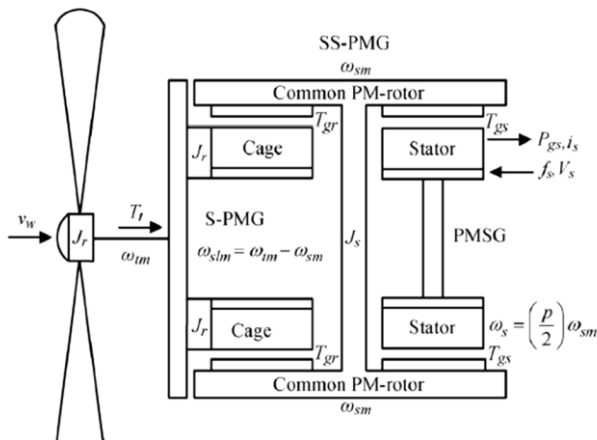 SS-PMG
ω_sm
Common PM-rotor
T_gr
T_gs
J_r
Cage
Stator
P_gs, i_s
f_s, V_s
v_w
J_r
T_t
ω_tm
S-PMG
ω_slm = ω_tm − ω_sm
J_s
PMSG
J_r
Cage
Stator
ω_s = (p/2) ω_sm
T_gr
T_gs
Common PM-rotor
ω_sm